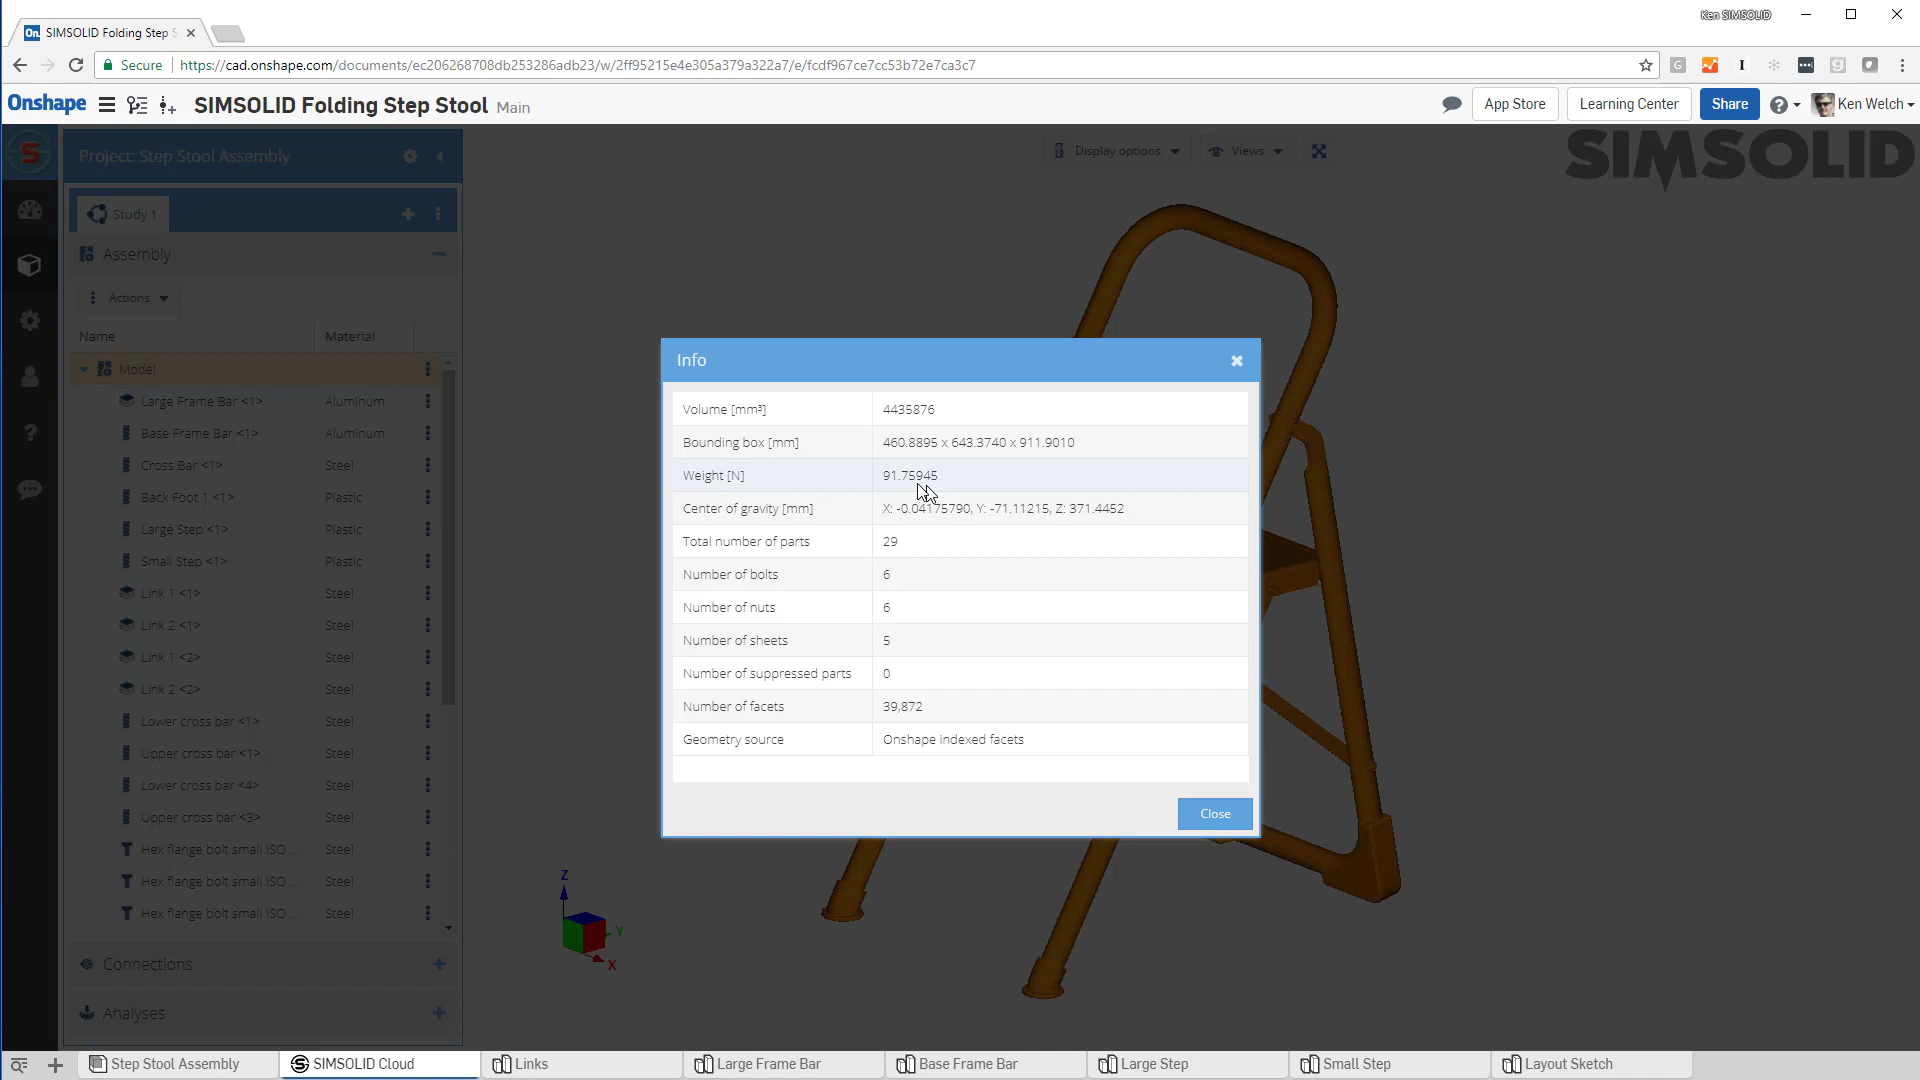 Ken SIMSOLID
SIMSOLID Folding Step S
Secure
https://cad.onshape.com/documents/ec206268708db253286adb23/w/2ff95215e4e305a379a322a7/e/fcdf967ce7cc53b72e7ca3c7
Onshape
SIMSOLID Folding Step Stool Main
App Store
Learning Center
Share
Ken Welch
Project: Step Stool Assembly
Display options
Views
SIMSOLID
Study 1
Assembly
Actions
Name Material
Model
Large Frame Bar <1> Aluminum
Base Frame Bar <1> Aluminum
Cross Bar <1> Steel
Back Foot 1 <1> Plastic
Large Step <1> Plastic
Small Step <1> Plastic
Link 1 <1> Steel
Link 2 <1> Steel
Link 1 <2> Steel
Link 2 <2> Steel
Lower cross bar <1> Steel
Upper cross bar <1> Steel
Lower cross bar <4> Steel
Upper cross bar <3> Steel
Hex flange bolt small ISO... Steel
Hex flange bolt small ISO... Steel
Hex flange bolt small ISO... Steel
Connections
Analyses
Info
Volume [mm³] 4435876
Bounding box [mm] 460.8895 x 643.3740 x 911.9010
Weight [N] 91.75945
Center of gravity [mm] X: -0.04175790, Y: -71.11215, Z: 371.4452
Total number of parts 29
Number of bolts 6
Number of nuts 6
Number of sheets 5
Number of suppressed parts 0
Number of facets 39,872
Geometry source Onshape indexed facets
Close
Z
Y
X
Step Stool Assembly
SIMSOLID Cloud
Links
Large Frame Bar
Base Frame Bar
Large Step
Small Step
Layout Sketch